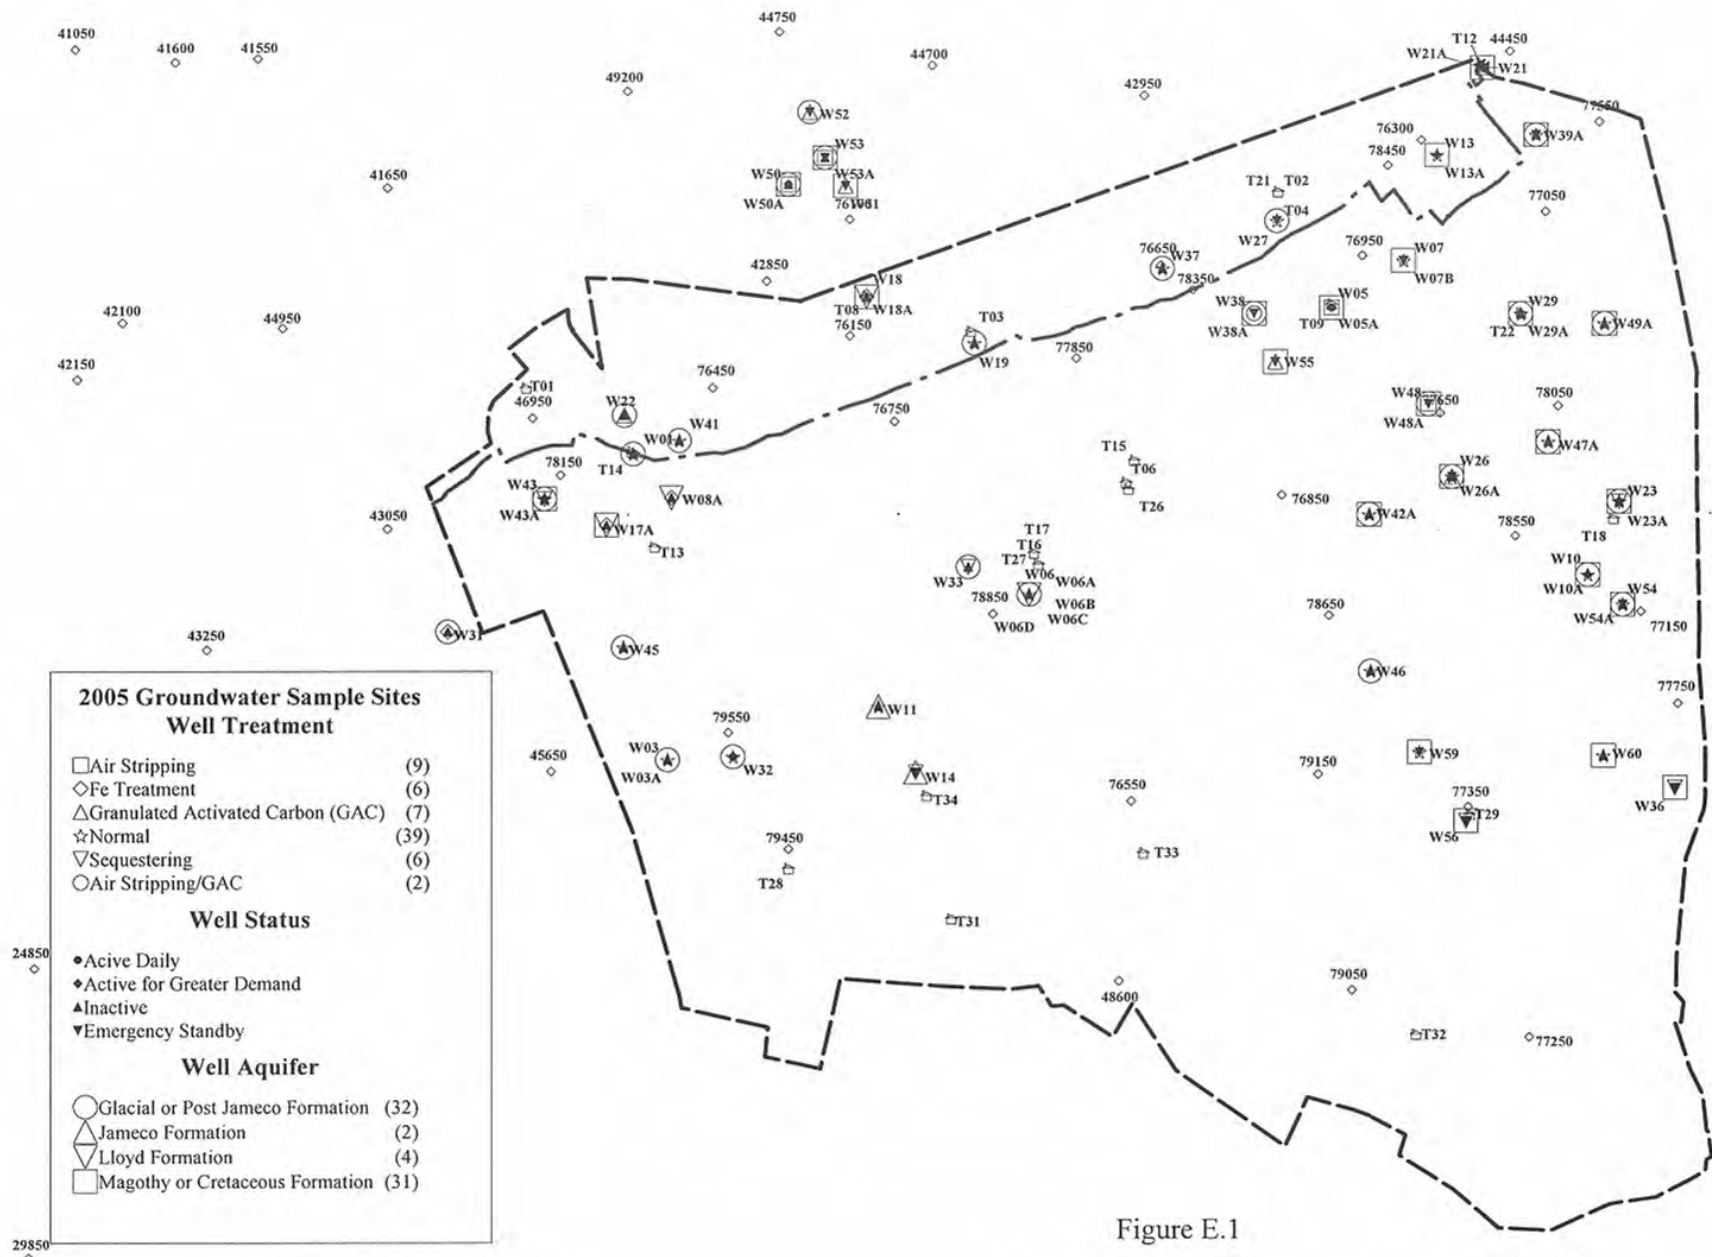 44750
41050
41600
41550
44700
T12
44450
W21A
W21
49200
42950
77550
W52
76300
W39A
W53
W13
78450
W50
W53A
W13A
41650
T21
T02
W50A
77050
T04
W27
76950
W07
76650
W37
W07B
42850
W18
78350
W38
W05
W29
T08
W18A
T09
W05A
42100
44950
W38A
T22
W29A
W49A
T03
76150
W19
77850
W55
42150
T01
76450
W48
W22
46950
76750
W48A
78050
W01
W41
W47A
T14
T15
78150
T06
W26
W43
W08A
W26A
W23
W43A
76850
T26
W42A
W23A
43050
W17A
78550
T18
T13
T17
T16
W10
T27
W06
W06A
W33
W10A
W54
78850
W06B
W06D
W06C
78650
W54A
77150
43250
W31
W45
W46
77750
W11
79550
W03
W59
W60
45650
W03A
W32
W14
79150
T34
76550
77350
W36
T29
W56
79450
T33
T28
T31
24850
79050
48600
T32
77250
29850
2005 Groundwater Sample Sites
Well Treatment
Air Stripping (9)
Fe Treatment (6)
Granulated Activated Carbon (GAC) (7)
Normal (39)
Sequestering (6)
Air Stripping/GAC (2)
Well Status
Acive Daily
Active for Greater Demand
Inactive
Emergency Standby
Well Aquifer
Glacial or Post Jameco Formation (32)
Jameco Formation (2)
Lloyd Formation (4)
Magothy or Cretaceous Formation (31)
Figure E.1